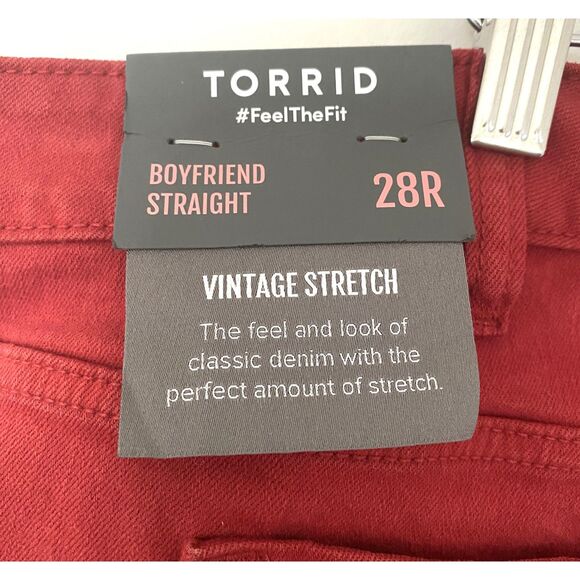 TORRID
#FeelTheFit
BOYFRIEND
STRAIGHT
28R
VINTAGE STRETCH
The feel and look of
classic denim with the
perfect amount of stretch.